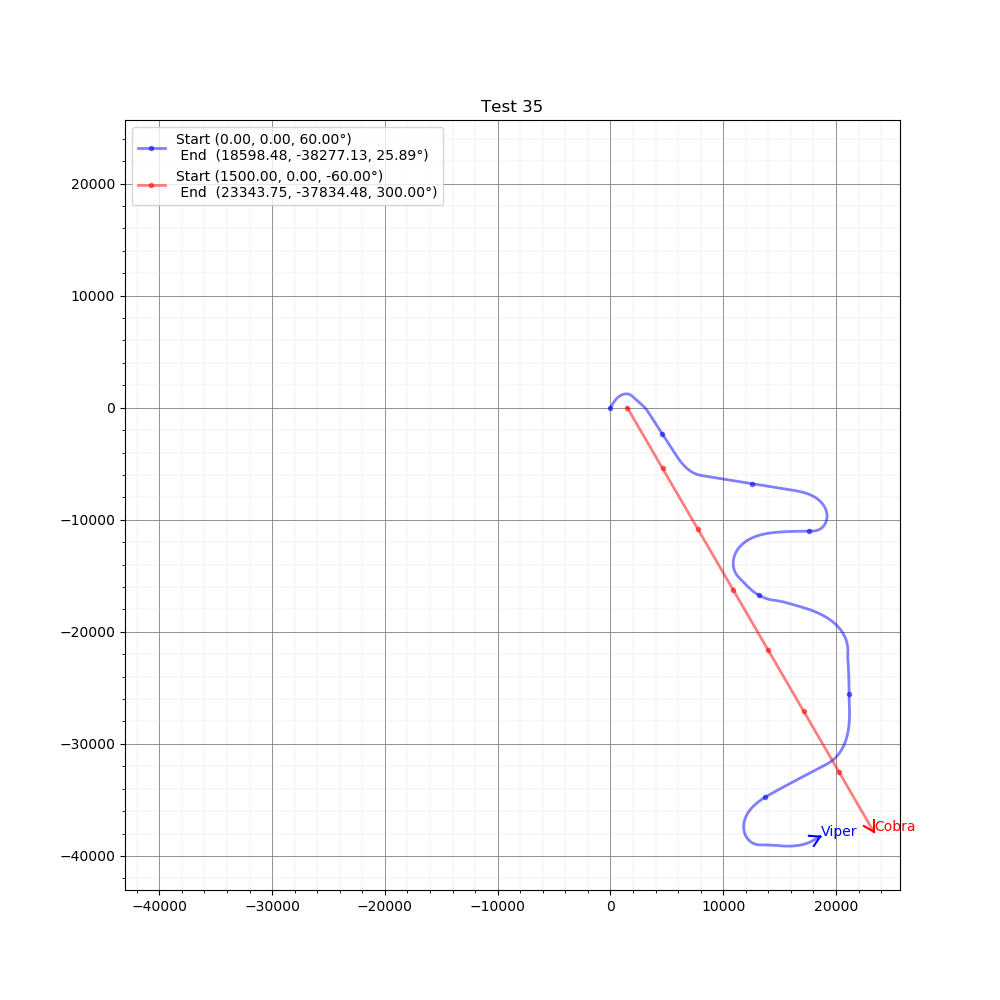 Test 35
Start (0.00, 0.00, 60.00°)
End (18598.48, -38277.13, 25.89°)
Start (1500.00, 0.00, -60.00°)
End (23343.75, -37834.48, 300.00°)
20000
10000
0
−10000
−20000
−30000
−40000
Viper
Cobra
−40000
−30000
−20000
−10000
0
10000
20000